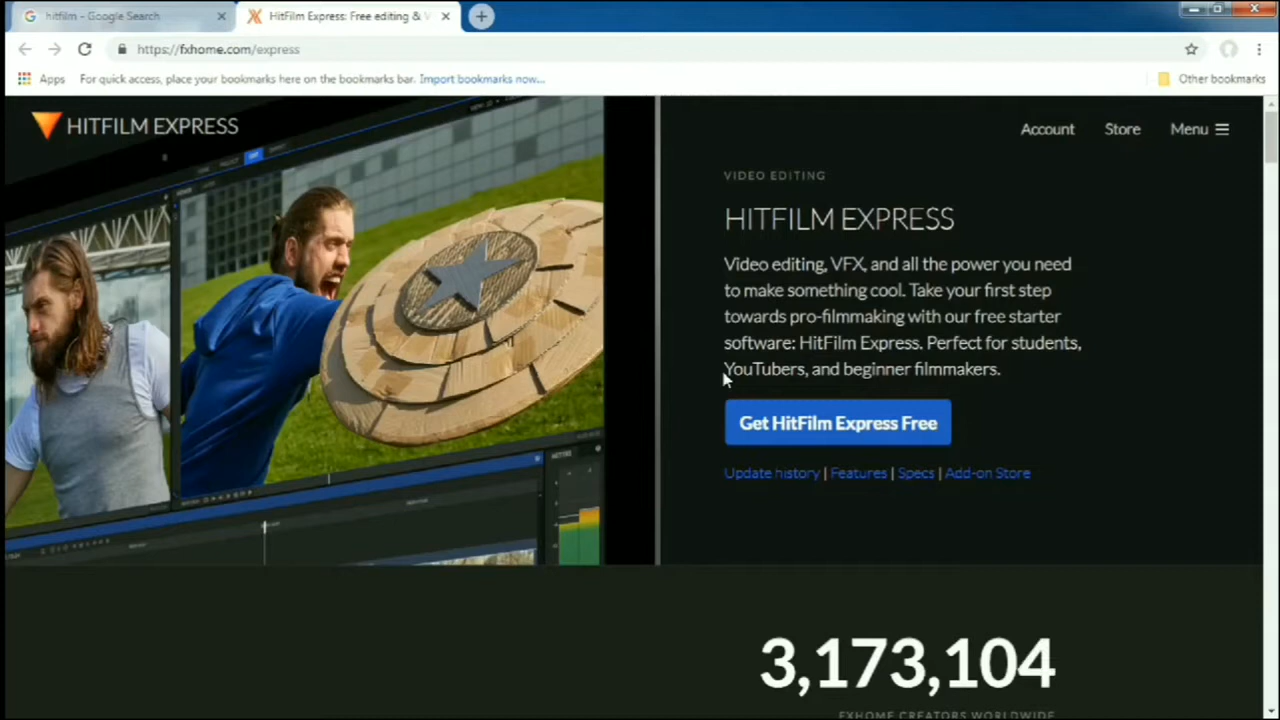 hitfilm - Google Search
HitFilm Express: Free editing & V
https://fxhome.com/express
Apps
For quick access, place your bookmarks here on the bookmarks bar. Import bookmarks now...
Other bookmarks
HITFILM EXPRESS
Account
Store
Menu
VIDEO EDITING
HITFILM EXPRESS
Video editing, VFX, and all the power you need
to make something cool. Take your first step
towards pro-filmmaking with our free starter
software: HitFilm Express. Perfect for students,
YouTubers, and beginner filmmakers.
Get HitFilm Express Free
Update history | Features | Specs | Add-on Store
3,173,104
FXHOME CREATORS WORLDWIDE